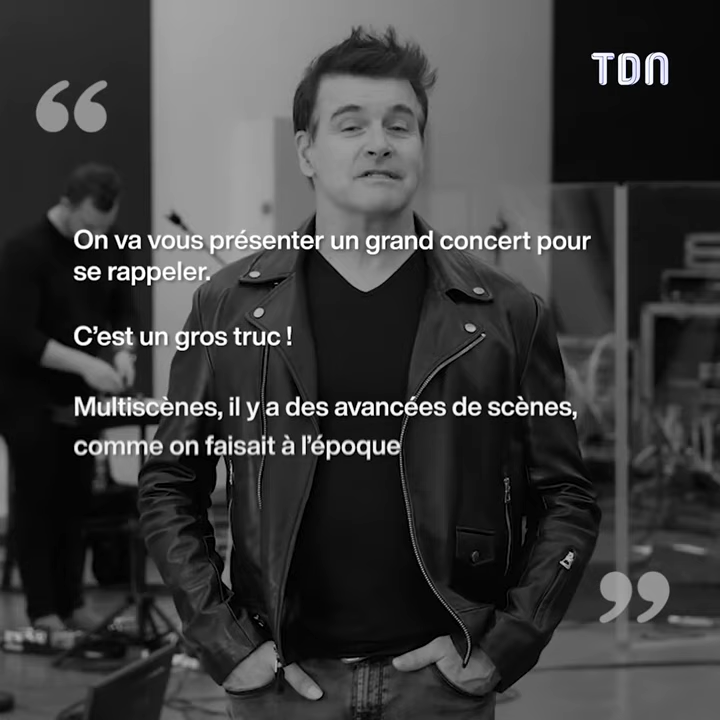 TDN
“
On va vous présenter un grand concert pour
se rappeler.
C’est un gros truc !
Multiscènes, il y a des avancées de scènes,
comme on faisait à l’époque
”